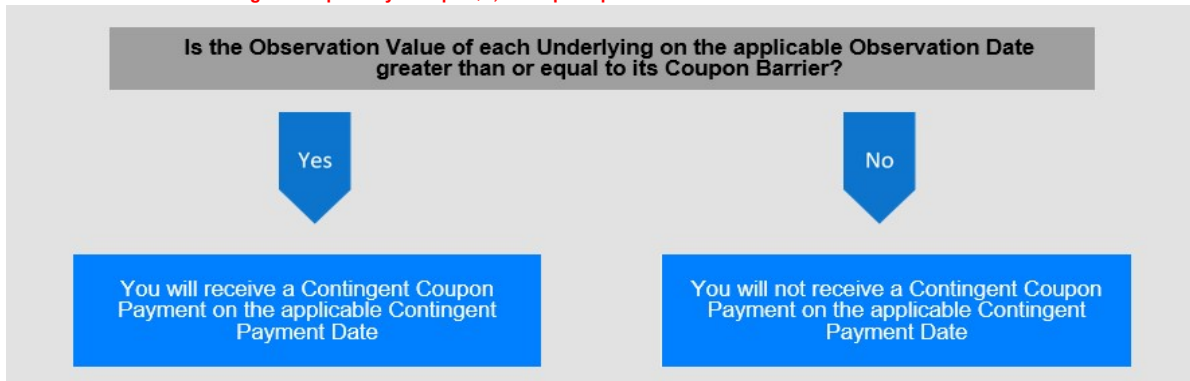 Is the Observation Value of each Underlying on the applicable Observation Date
greater than or equal to its Coupon Barrier?
Yes
No
You will receive a Contingent Coupon
Payment on the applicable Contingent
Payment Date
You will not receive a Contingent Coupon
Payment on the applicable Contingent
Payment Date